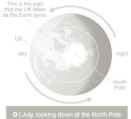 This is the path
that the UK takes
as the Earth spins.
UK
day
night
North
Pole
D | July, looking down at the North Pole